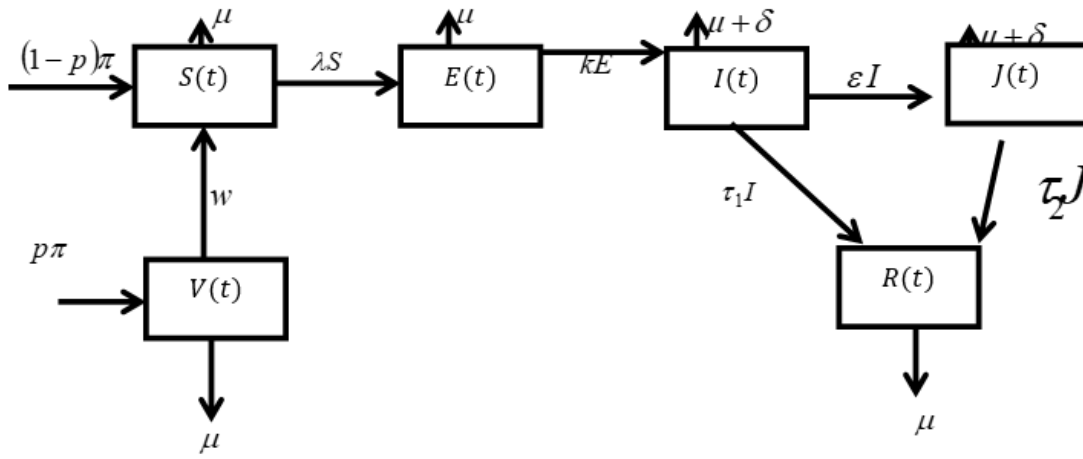 μ
μ
μ + δ
μ + δ
(1 - p)π
S(t)
λS
E(t)
kE
I(t)
εI
J(t)
w
τ₁I
τ₂J
pπ
V(t)
R(t)
μ
μ